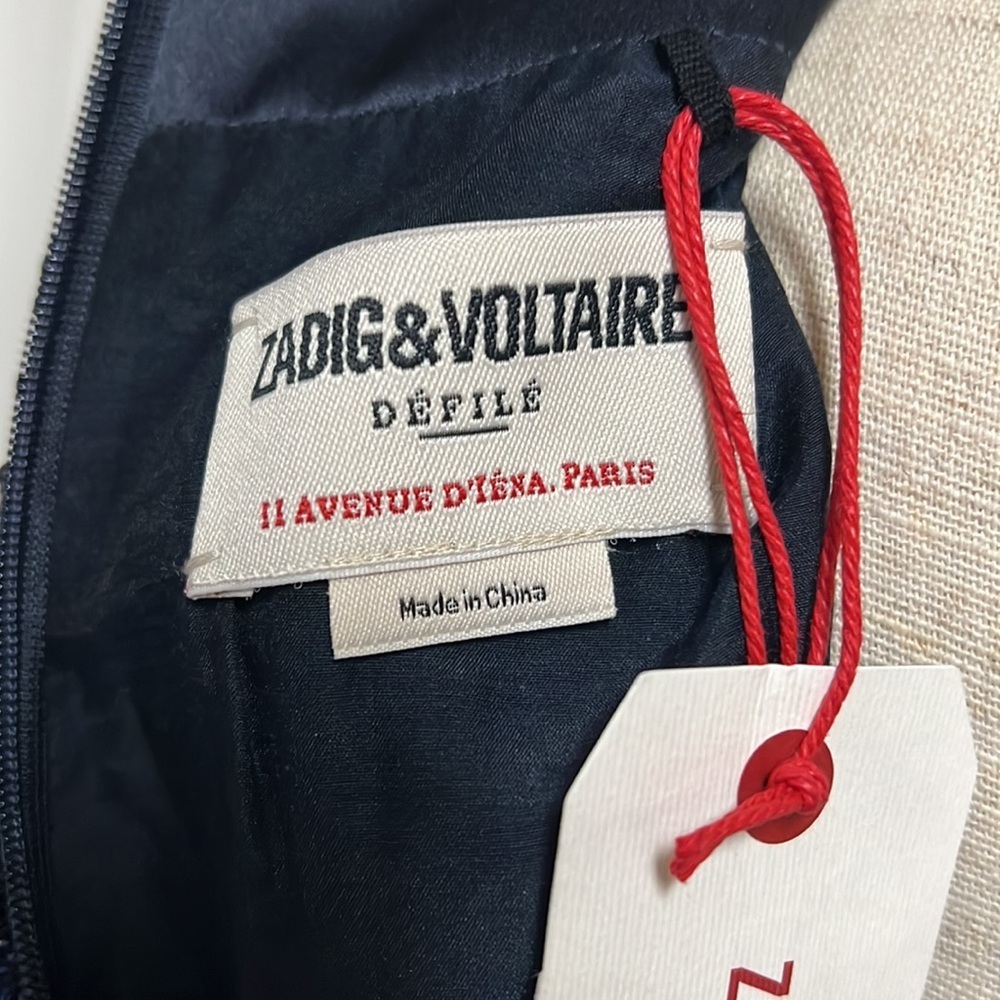 ZADIG&VOLTAIRE
DÉFILÉ
11 AVENUE D'IÉNA. PARIS
Made in China
Z